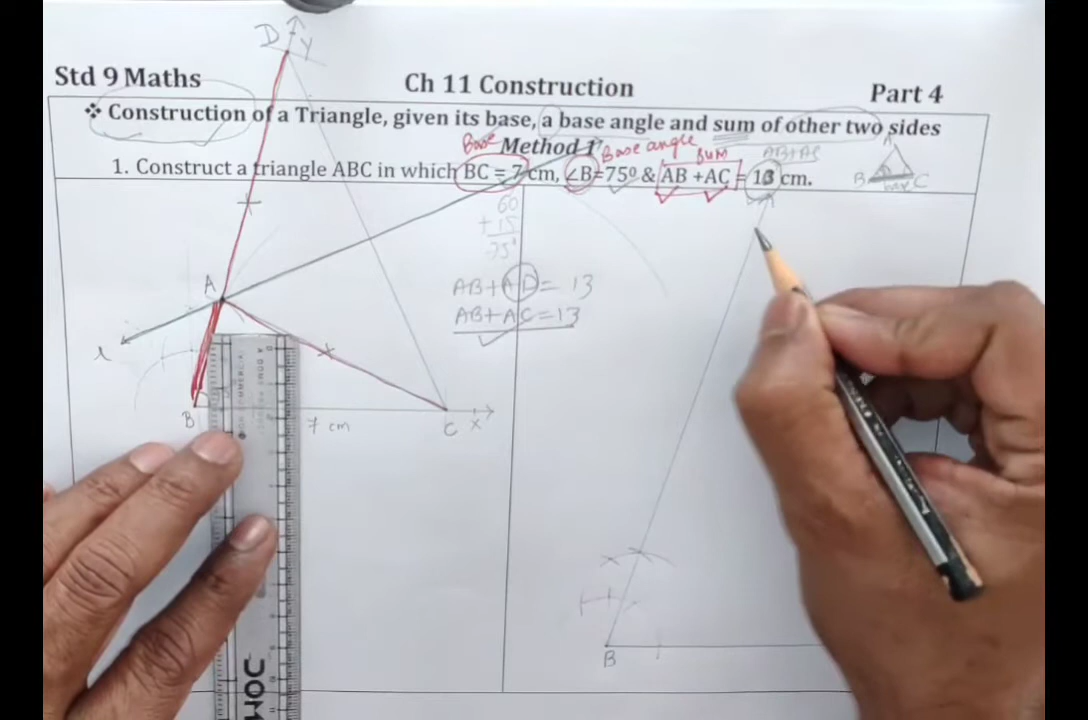 D Y
Std 9 Maths Ch 11 Construction Part 4
❖ Construction of a Triangle, given its base, a base angle and sum of other two sides
Base Method 1 Base angle sum AB+AC
1. Construct a triangle ABC in which BC = 7 cm, ∠B=75° & AB +AC = 13 cm.
A
B base C
60
+ 15
75°
A
AB+AD = 13
AB+AC=13
l
B 7 cm C X
B